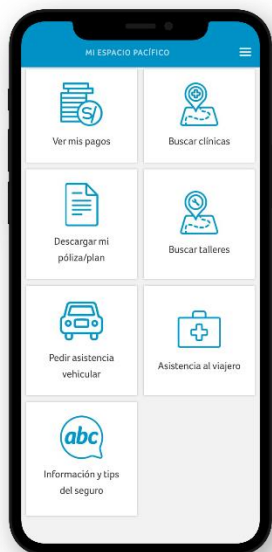 MI ESPACIO PACÍFICO
S/
Ver mis pagos
Buscar clínicas
Descargar mi
póliza/plan
Buscar talleres
Pedir asistencia
vehicular
Asistencia al viajero
abc
Información y tips
del seguro